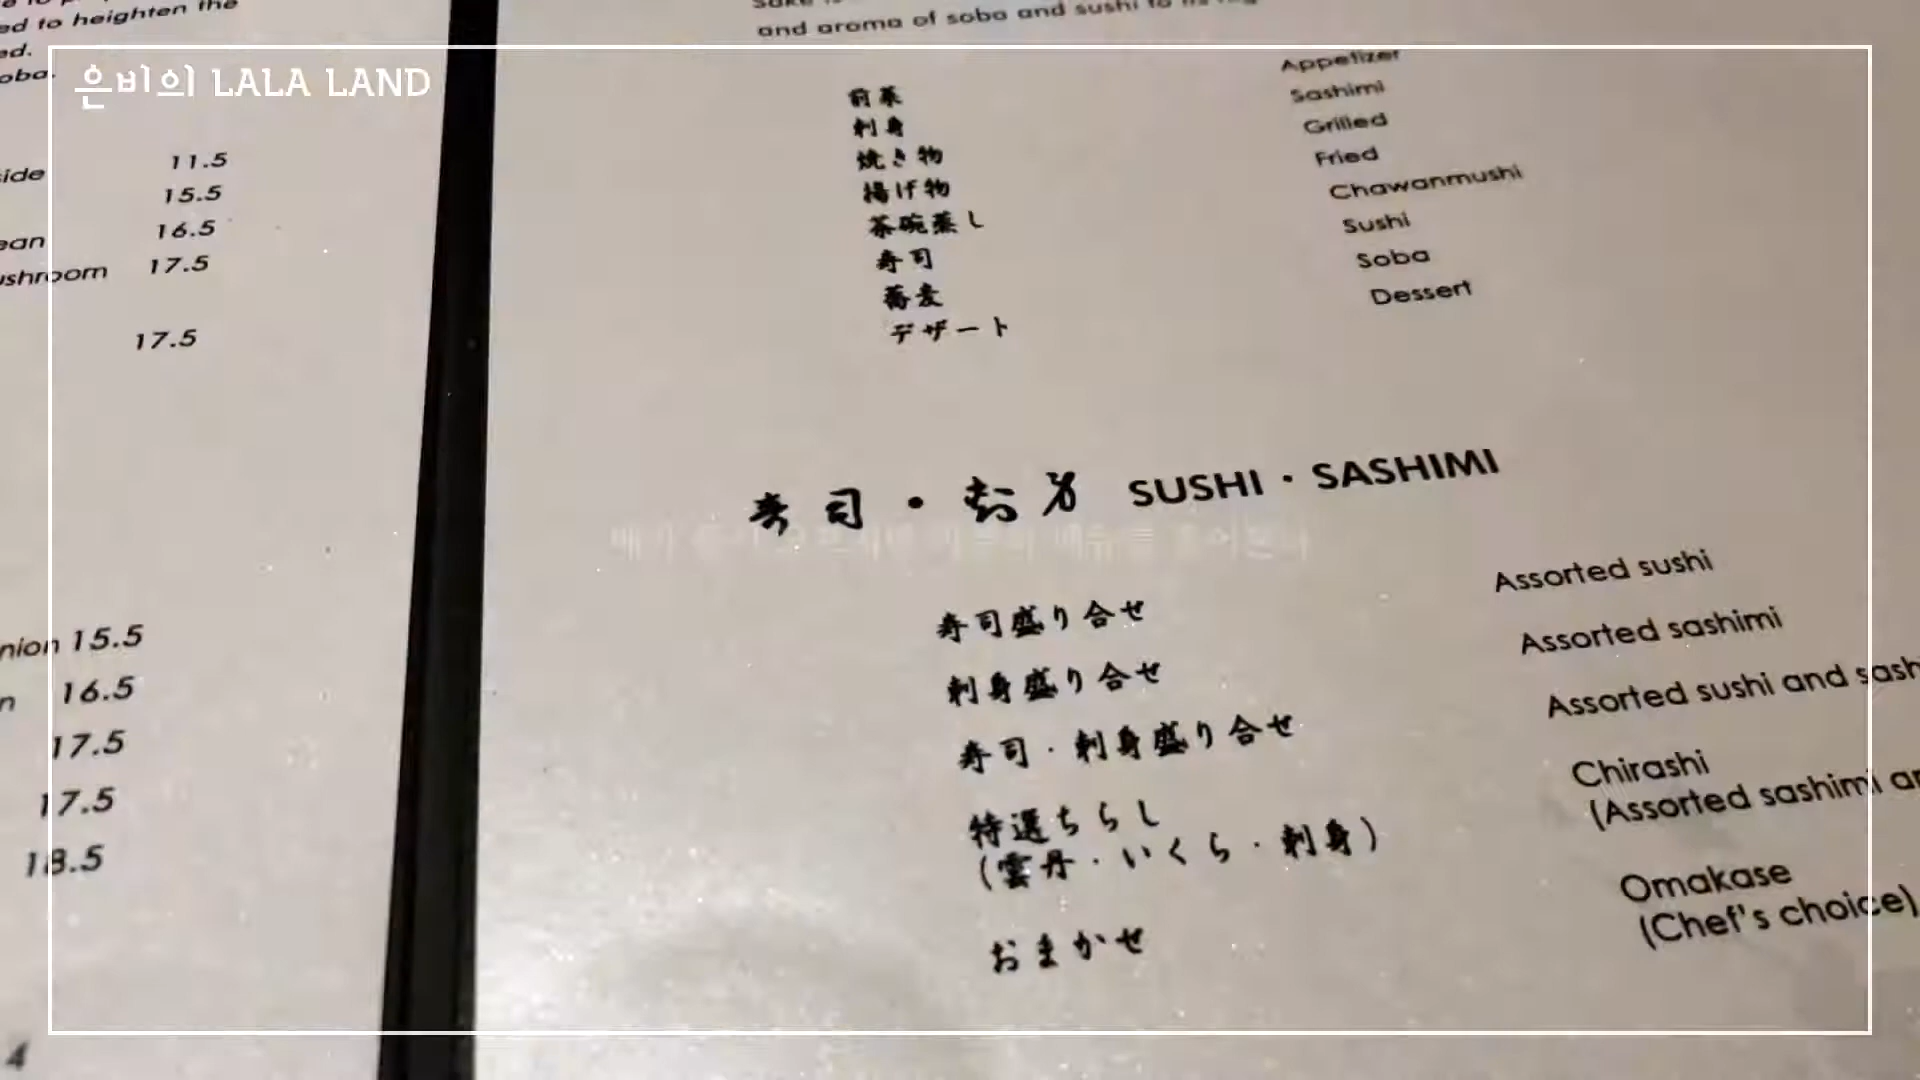 ed to heighten the
ed.
oba.
은비의 LALA LAND
side 11.5
15.5
ean 16.5
ushroom 17.5
17.5
nion 15.5
n 16.5
17.5
17.5
18.5
4
and aroma of soba and sushi to its
前菜 Appetizer
刺身 Sashimi
焼き物 Grilled
揚げ物 Fried
茶碗蒸し Chawanmushi
寿司 Sushi
蕎麦 Soba
デザート Dessert
寿司・刺身 SUSHI・SASHIMI
寿司盛り合せ Assorted sushi
刺身盛り合せ Assorted sashimi
寿司・刺身盛り合せ Assorted sushi and sash
特選ちらし Chirashi
(雲丹・いくら・刺身) (Assorted sashimi
おまかせ Omakase
(Chef's choice)